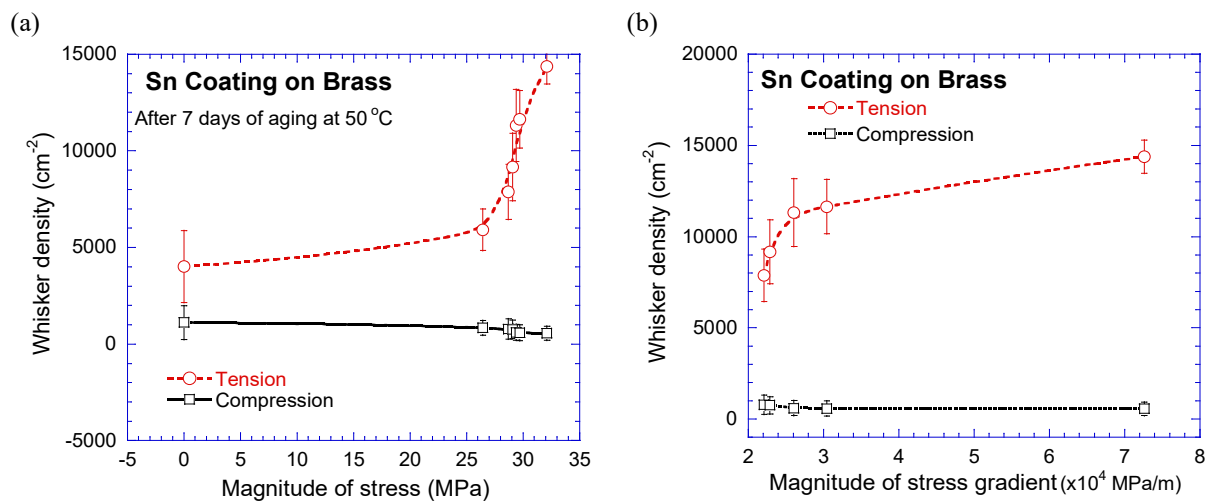 (a)
15000
10000
5000
0
-5000
Whisker density (cm⁻²)
Sn Coating on Brass
After 7 days of aging at 50 °C
Tension
Compression
-5 0 5 10 15 20 25 30 35
Magnitude of stress (MPa)
(b)
20000
15000
10000
5000
0
Whisker density (cm⁻²)
Sn Coating on Brass
Tension
Compression
2 3 4 5 6 7 8
Magnitude of stress gradient (x10⁴ MPa/m)